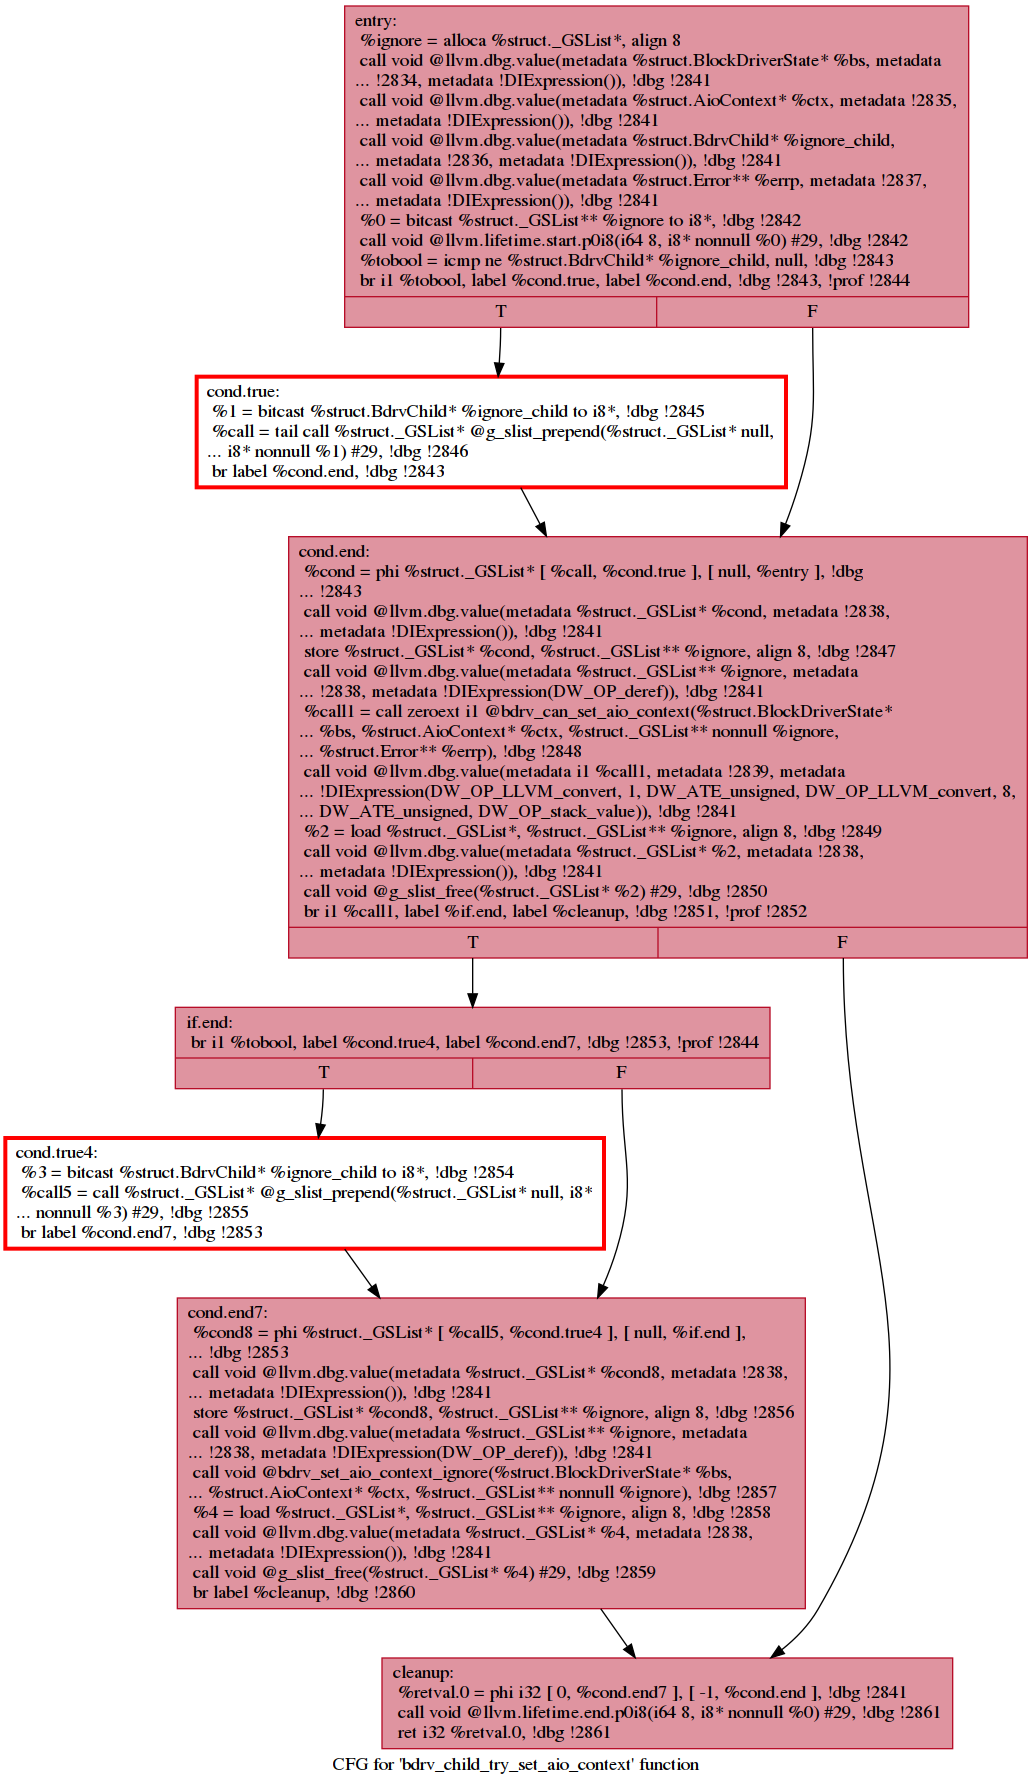 entry:
%ignore = alloca %struct._GSList*, align 8
call void @llvm.dbg.value(metadata %struct.BlockDriverState* %bs, metadata
... !2834, metadata !DIExpression()), !dbg !2841
call void @llvm.dbg.value(metadata %struct.AioContext* %ctx, metadata !2835,
... metadata !DIExpression()), !dbg !2841
call void @llvm.dbg.value(metadata %struct.BdrvChild* %ignore_child,
... metadata !2836, metadata !DIExpression()), !dbg !2841
call void @llvm.dbg.value(metadata %struct.Error** %errp, metadata !2837,
... metadata !DIExpression()), !dbg !2841
%0 = bitcast %struct._GSList** %ignore to i8*, !dbg !2842
call void @llvm.lifetime.start.p0i8(i64 8, i8* nonnull %0) #29, !dbg !2842
%tobool = icmp ne %struct.BdrvChild* %ignore_child, null, !dbg !2843
br i1 %tobool, label %cond.true, label %cond.end, !dbg !2843, !prof !2844
T F
cond.true:
%1 = bitcast %struct.BdrvChild* %ignore_child to i8*, !dbg !2845
%call = tail call %struct._GSList* @g_slist_prepend(%struct._GSList* null,
... i8* nonnull %1) #29, !dbg !2846
br label %cond.end, !dbg !2843
cond.end:
%cond = phi %struct._GSList* [ %call, %cond.true ], [ null, %entry ], !dbg
... !2843
call void @llvm.dbg.value(metadata %struct._GSList* %cond, metadata !2838,
... metadata !DIExpression()), !dbg !2841
store %struct._GSList* %cond, %struct._GSList** %ignore, align 8, !dbg !2847
call void @llvm.dbg.value(metadata %struct._GSList** %ignore, metadata
... !2838, metadata !DIExpression(DW_OP_deref)), !dbg !2841
%call1 = call zeroext i1 @bdrv_can_set_aio_context(%struct.BlockDriverState*
... %bs, %struct.AioContext* %ctx, %struct._GSList** nonnull %ignore,
... %struct.Error** %errp), !dbg !2848
call void @llvm.dbg.value(metadata i1 %call1, metadata !2839, metadata
... !DIExpression(DW_OP_LLVM_convert, 1, DW_ATE_unsigned, DW_OP_LLVM_convert, 8,
... DW_ATE_unsigned, DW_OP_stack_value)), !dbg !2841
%2 = load %struct._GSList*, %struct._GSList** %ignore, align 8, !dbg !2849
call void @llvm.dbg.value(metadata %struct._GSList* %2, metadata !2838,
... metadata !DIExpression()), !dbg !2841
call void @g_slist_free(%struct._GSList* %2) #29, !dbg !2850
br i1 %call1, label %if.end, label %cleanup, !dbg !2851, !prof !2852
T F
if.end:
br i1 %tobool, label %cond.true4, label %cond.end7, !dbg !2853, !prof !2844
T F
cond.true4:
%3 = bitcast %struct.BdrvChild* %ignore_child to i8*, !dbg !2854
%call5 = call %struct._GSList* @g_slist_prepend(%struct._GSList* null, i8*
... nonnull %3) #29, !dbg !2855
br label %cond.end7, !dbg !2853
cond.end7:
%cond8 = phi %struct._GSList* [ %call5, %cond.true4 ], [ null, %if.end ],
... !dbg !2853
call void @llvm.dbg.value(metadata %struct._GSList* %cond8, metadata !2838,
... metadata !DIExpression()), !dbg !2841
store %struct._GSList* %cond8, %struct._GSList** %ignore, align 8, !dbg !2856
call void @llvm.dbg.value(metadata %struct._GSList** %ignore, metadata
... !2838, metadata !DIExpression(DW_OP_deref)), !dbg !2841
call void @bdrv_set_aio_context_ignore(%struct.BlockDriverState* %bs,
... %struct.AioContext* %ctx, %struct._GSList** nonnull %ignore), !dbg !2857
%4 = load %struct._GSList*, %struct._GSList** %ignore, align 8, !dbg !2858
call void @llvm.dbg.value(metadata %struct._GSList* %4, metadata !2838,
... metadata !DIExpression()), !dbg !2841
call void @g_slist_free(%struct._GSList* %4) #29, !dbg !2859
br label %cleanup, !dbg !2860
cleanup:
%retval.0 = phi i32 [ 0, %cond.end7 ], [ -1, %cond.end ], !dbg !2841
call void @llvm.lifetime.end.p0i8(i64 8, i8* nonnull %0) #29, !dbg !2861
ret i32 %retval.0, !dbg !2861
CFG for 'bdrv_child_try_set_aio_context' function